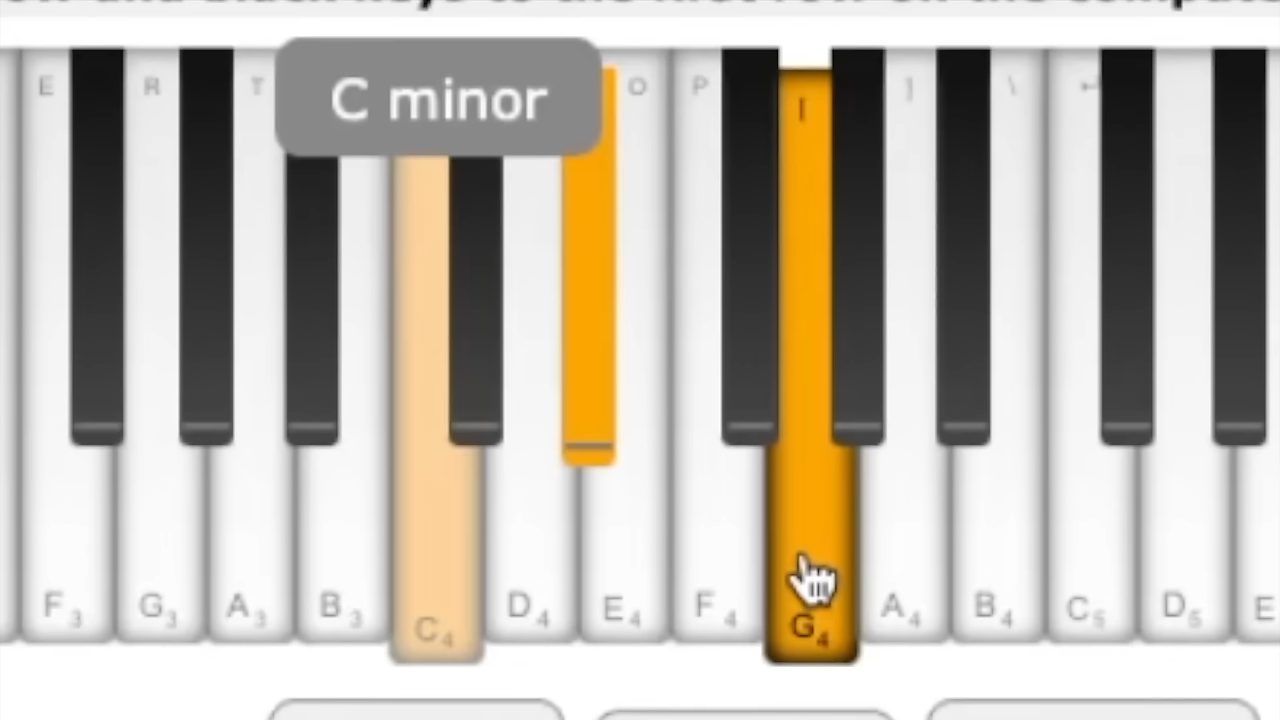 C minor
E R T O P [ ] \ ↵
F3 G3 A3 B3 C4 D4 E4 F4 G4 A4 B4 C5 D5 E